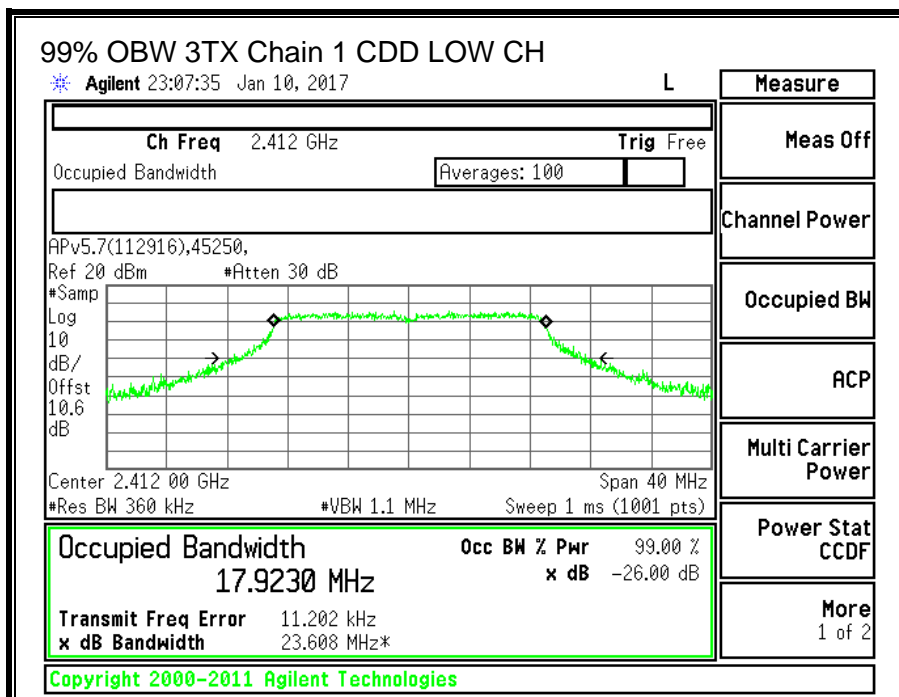 99% OBW 3TX Chain 1 CDD LOW CH
Agilent 23:07:35 Jan 10, 2017 L
Measure
Ch Freq 2.412 GHz Trig Free
Meas Off
Occupied Bandwidth Averages: 100
Channel Power
APv5.7(112916),45250,
Ref 20 dBm #Atten 30 dB
#Samp
Log
10
dB/
Offst
10.6
dB
Occupied BW
ACP
Multi Carrier
Power
Center 2.412 00 GHz Span 40 MHz
#Res BW 360 kHz #VBW 1.1 MHz Sweep 1 ms (1001 pts)
Occupied Bandwidth Occ BW % Pwr 99.00 %
17.9230 MHz x dB -26.00 dB
Power Stat
CCDF
Transmit Freq Error 11.202 kHz
x dB Bandwidth 23.608 MHz*
More
1 of 2
Copyright 2000-2011 Agilent Technologies